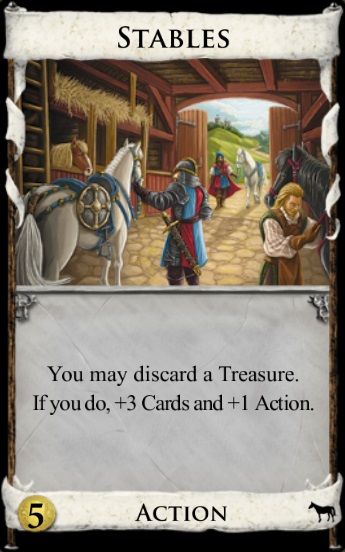 STABLES
You may discard a Treasure.
If you do, +3 Cards and +1 Action.
5 ACTION